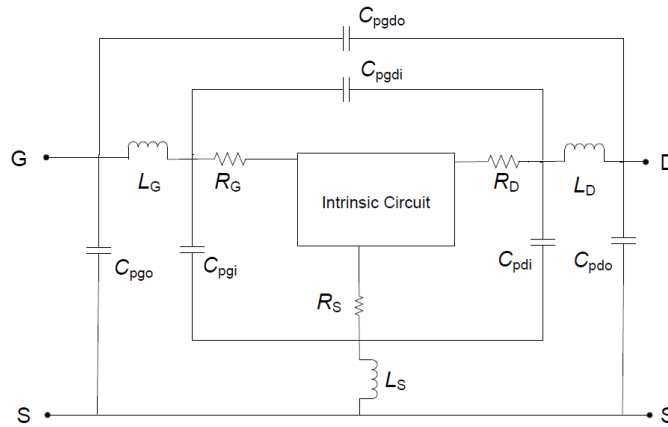 Cpgdo
Cpgdi
G
LG
RG
Intrinsic Circuit
RD
LD
D
Cpgo
Cpgi
Cpdi
Cpdo
RS
LS
S
S